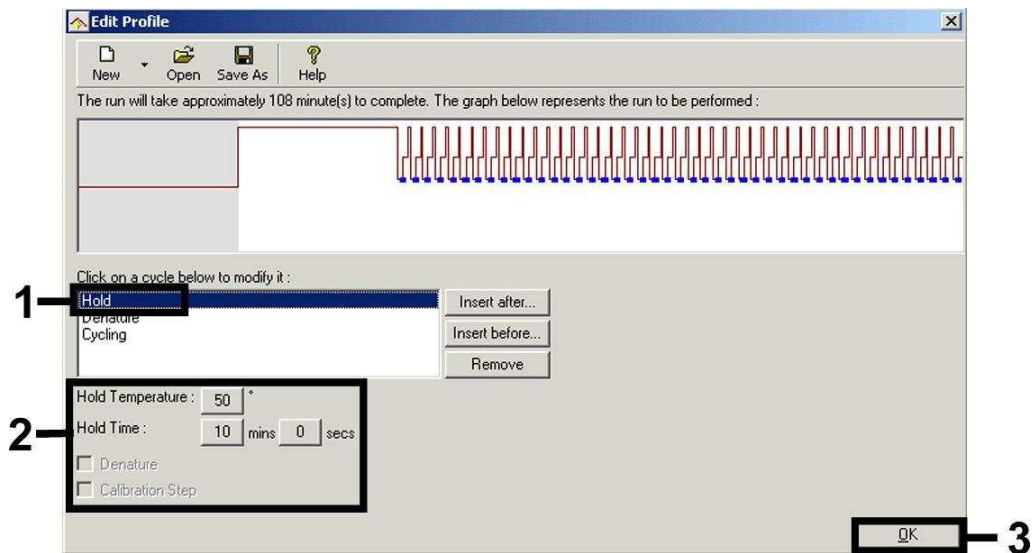 Edit Profile
New Open Save As Help
The run will take approximately 108 minute(s) to complete. The graph below represents the run to be performed :
Click on a cycle below to modify it :
1
Hold
Denature
Cycling
Insert after...
Insert before...
Remove
2
Hold Temperature : 50 °
Hold Time : 10 mins 0 secs
Denature
Calibration Step
OK
3